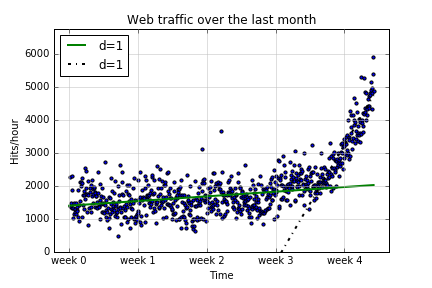 Web traffic over the last month
d=1
d=1
6000
5000
4000
3000
2000
1000
0
Hits/hour
week 0 week 1 week 2 week 3 week 4
Time